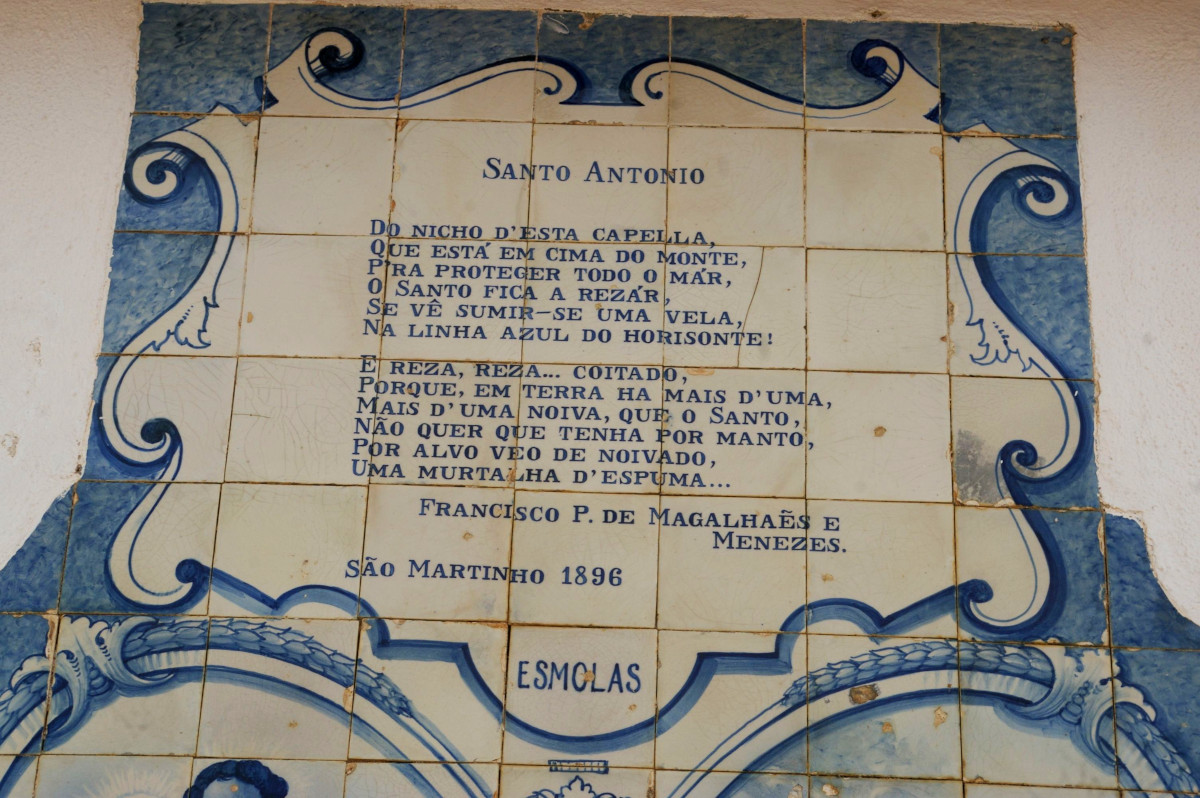 SANTO ANTONIO
DO NICHO D'ESTA CAPELLA,
QUE ESTÁ EM CIMA DO MONTE,
P'RA PROTEGER TODO O MÁR,
O SANTO FICA A REZÁR,
SE VÊ SUMIR-SE UMA VELA,
NA LINHA AZUL DO HORISONTE!
E REZA, REZA... COITADO,
PORQUE, EM TERRA HA MAIS D'UMA,
MAIS D'UMA NOIVA, QUE O SANTO,
NÃO QUER QUE TENHA POR MANTO,
POR ALVO VEO DE NOIVADO,
UMA MURTALHA D'ESPUMA...
FRANCISCO P. DE MAGALHAẼS E
MENEZES.
SÃO MARTINHO 1896
ESMOLAS